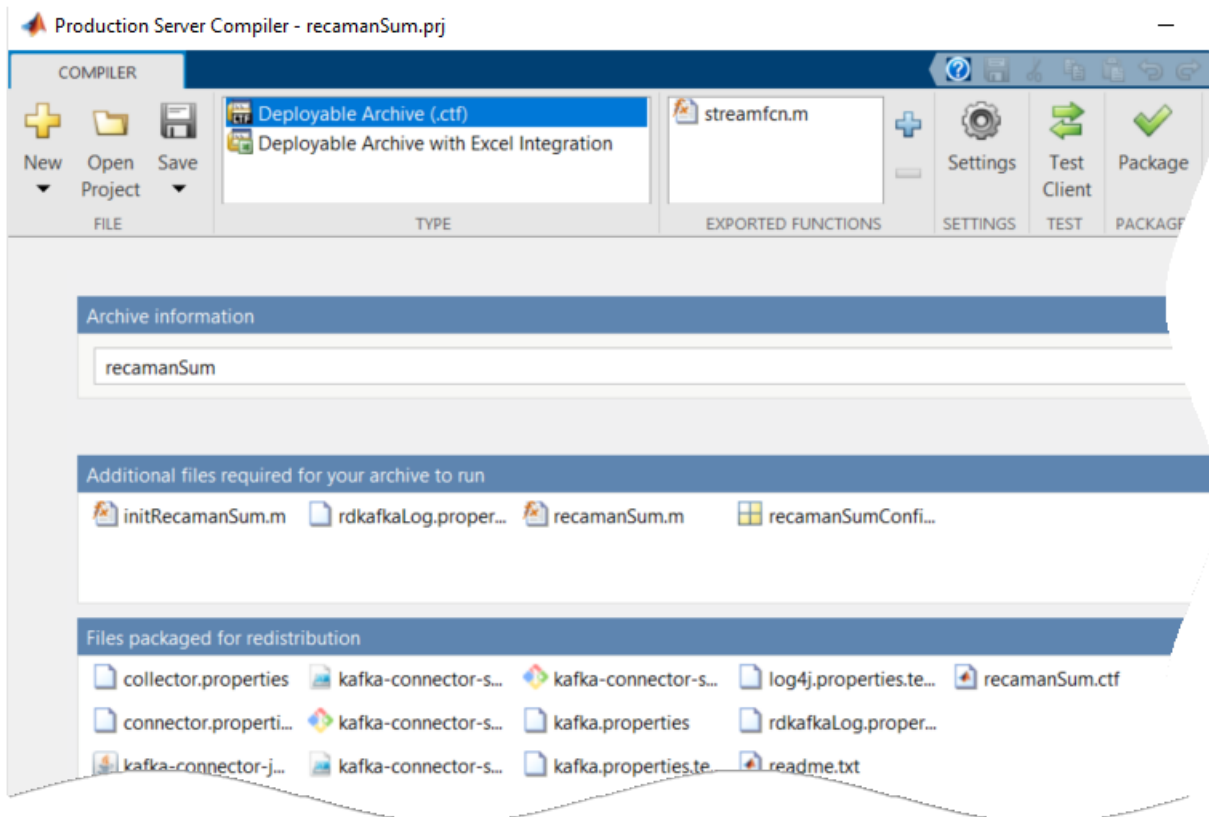 Production Server Compiler - recamanSum.prj
COMPILER
New
Open Project
Save
FILE
Deployable Archive (.ctf)
Deployable Archive with Excel Integration
TYPE
streamfcn.m
EXPORTED FUNCTIONS
Settings
SETTINGS
Test Client
TEST
Package
PACKAGE
Archive information
recamanSum
Additional files required for your archive to run
initRecamanSum.m rdkafkaLog.proper... recamanSum.m recamanSumConfi...
Files packaged for redistribution
collector.properties kafka-connector-s... kafka-connector-s... log4j.properties.te... recamanSum.ctf
connector.properti... kafka-connector-s... kafka.properties rdkafkaLog.proper...
kafka-connector-j... kafka-connector-s... kafka.properties.te... readme.txt